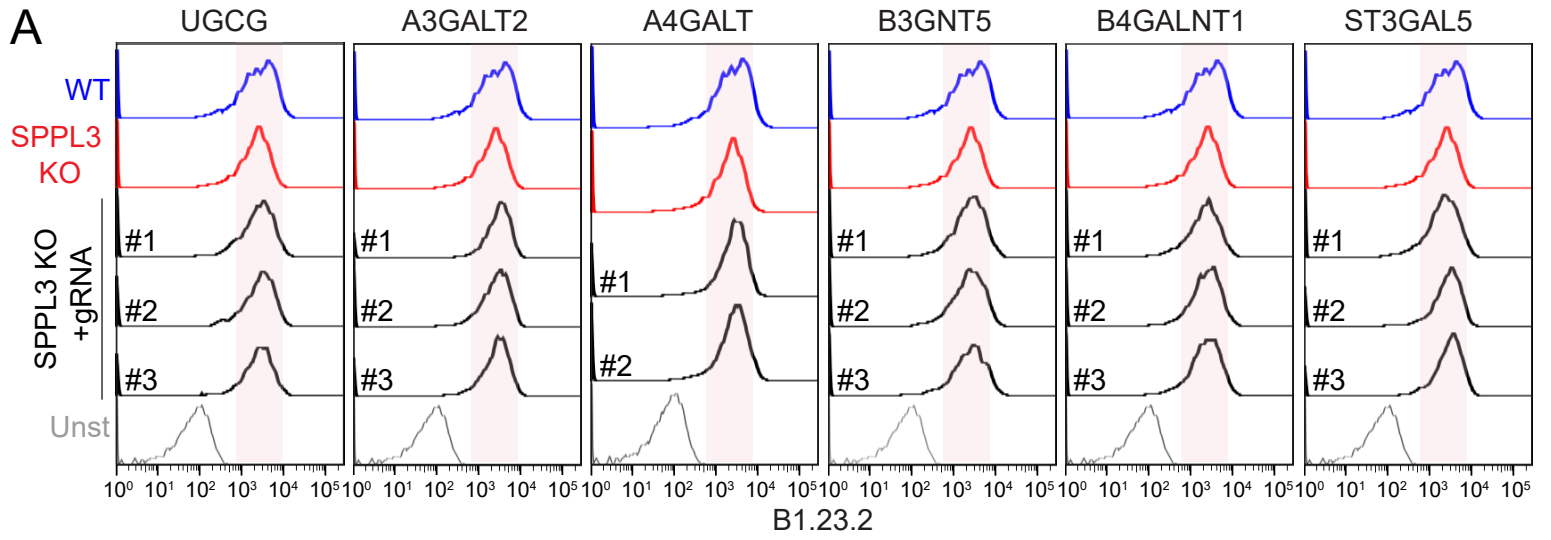 A
UGCG A3GALT2 A4GALT B3GNT5 B4GALNT1 ST3GAL5
WT
SPPL3
KO
SPPL3 KO
+gRNA
#1 #1 #1 #1 #1 #1
#2 #2 #2 #2 #2 #2
#3 #3 #3 #3 #3
Unst
10⁰ 10¹ 10² 10³ 10⁴ 10⁵ 10⁰ 10¹ 10² 10³ 10⁴ 10⁵ 10⁰ 10¹ 10² 10³ 10⁴ 10⁵ 10⁰ 10¹ 10² 10³ 10⁴ 10⁵ 10⁰ 10¹ 10² 10³ 10⁴ 10⁵ 10⁰ 10¹ 10² 10³ 10⁴ 10⁵
B1.23.2